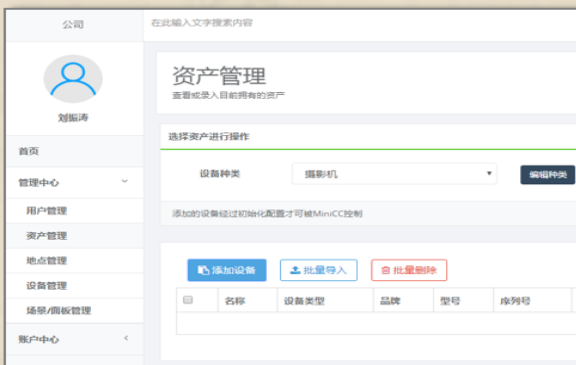 公司
在此输入文字搜索内容
刘振涛
首页
管理中心
用户管理
资产管理
地点管理
设备管理
场景/面板管理
账户中心
资产管理
查看或录入目前拥有的资产
选择资产进行操作
设备种类 摄影机 编辑种类
添加的设备经过初始化配置才可被MiniCC控制
添加设备 批量导入 批量删除
名称 设备类型 品牌 型号 序列号